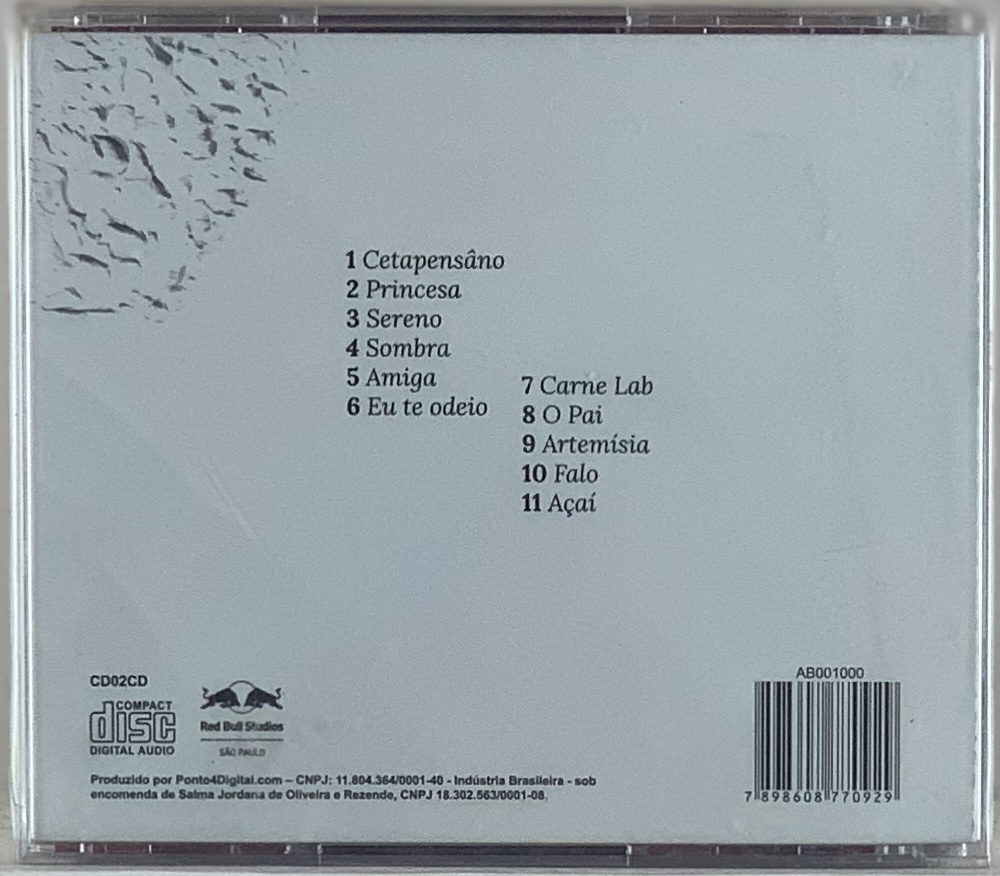 1 Cetapensâno
2 Princesa
3 Sereno
4 Sombra
5 Amiga
6 Eu te odeio
7 Carne Lab
8 O Pai
9 Artemísia
10 Falo
11 Açaí
CD02CD
COMPACT
disc
DIGITAL AUDIO
Red Bull Studios
SÃO PAULO
Produzido por Ponto4Digital.com – CNPJ: 11.804.364/0001-40 - Indústria Brasileira - sob
encomenda de Salma Jordana de Oliveira e Rezende, CNPJ 18.302.563/0001-08.
AB001000
7 898608 770929